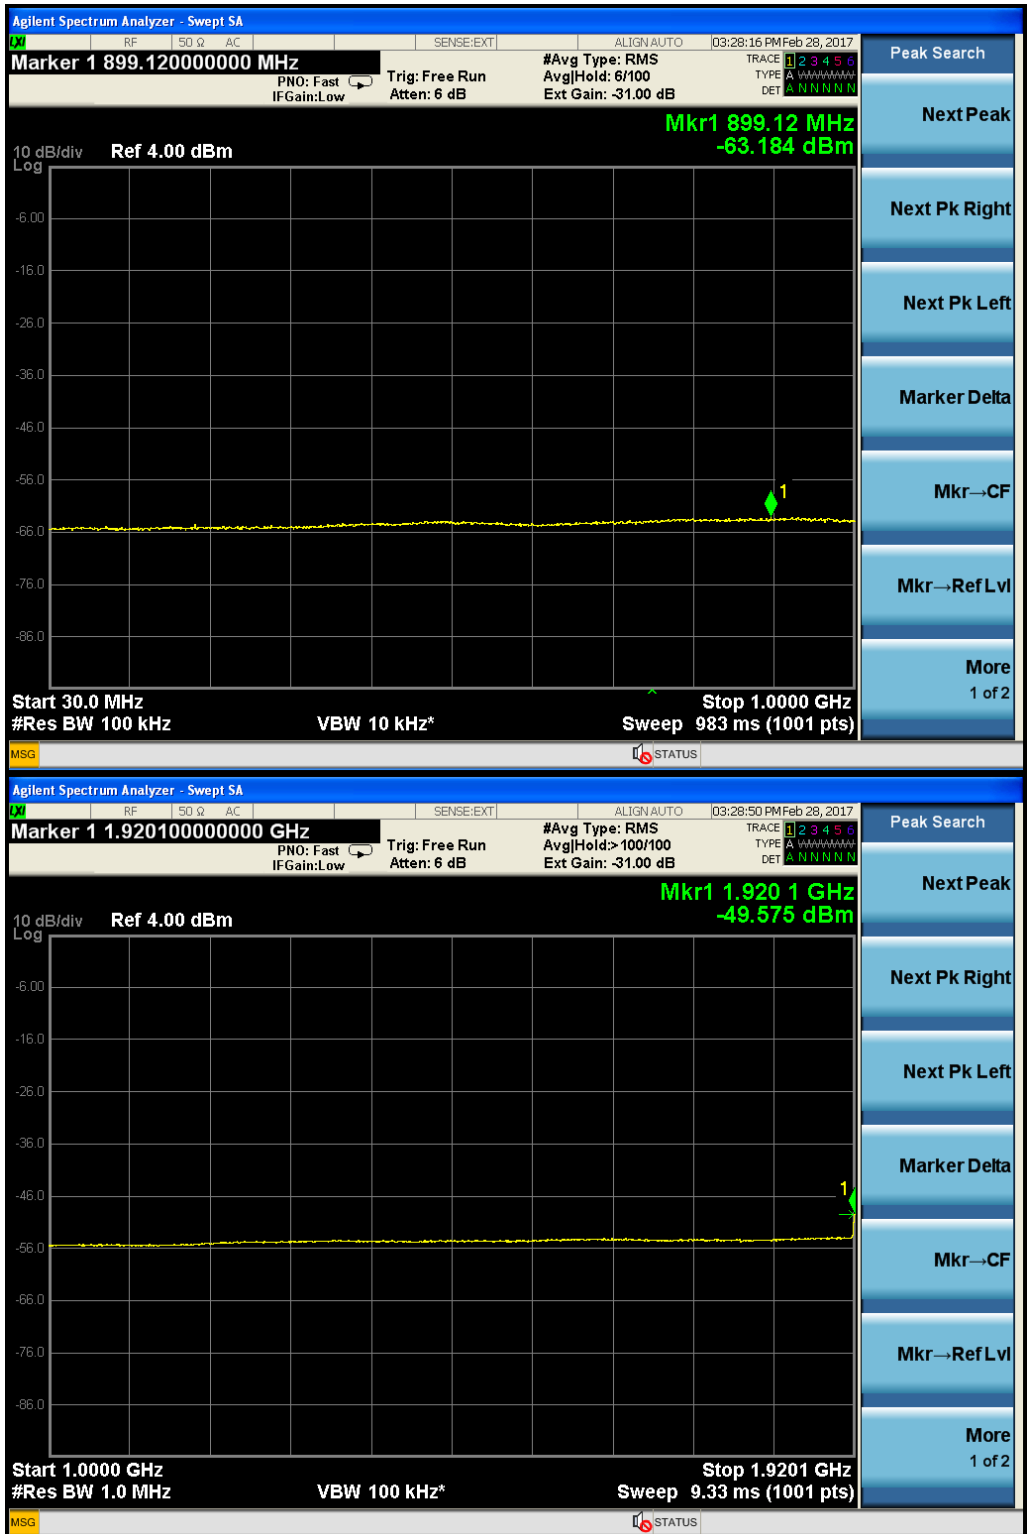 Agilent Spectrum Analyzer - Swept SA
LXI RF 50 Ω AC SENSE:EXT ALIGN AUTO 03:28:16 PM Feb 28, 2017
Marker 1 899.120000000 MHz
PNO: Fast
IFGain:Low
Trig: Free Run
Atten: 6 dB
#Avg Type: RMS
Avg|Hold: 6/100
Ext Gain: -31.00 dB
TRACE 1 2 3 4 5 6
TYPE A WWWWWW
DET A N N N N N
Mkr1 899.12 MHz
-63.184 dBm
10 dB/div Ref 4.00 dBm
Log
-6.00
-16.0
-26.0
-36.0
-46.0
-56.0
1
-66.0
-76.0
-86.0
Start 30.0 MHz Stop 1.0000 GHz
#Res BW 100 kHz VBW 10 kHz* Sweep 983 ms (1001 pts)
MSG STATUS
Peak Search
Next Peak
Next Pk Right
Next Pk Left
Marker Delta
Mkr→CF
Mkr→Ref Lvl
More
1 of 2
Agilent Spectrum Analyzer - Swept SA
LXI RF 50 Ω AC SENSE:EXT ALIGN AUTO 03:28:50 PM Feb 28, 2017
Marker 1 1.920100000000 GHz
PNO: Fast
IFGain:Low
Trig: Free Run
Atten: 6 dB
#Avg Type: RMS
Avg|Hold:>100/100
Ext Gain: -31.00 dB
TRACE 1 2 3 4 5 6
TYPE A WWWWWW
DET A N N N N N
Mkr1 1.920 1 GHz
-49.575 dBm
10 dB/div Ref 4.00 dBm
Log
-6.00
-16.0
-26.0
-36.0
-46.0
1
-56.0
-66.0
-76.0
-86.0
Start 1.0000 GHz Stop 1.9201 GHz
#Res BW 1.0 MHz VBW 100 kHz* Sweep 9.33 ms (1001 pts)
MSG STATUS
Peak Search
Next Peak
Next Pk Right
Next Pk Left
Marker Delta
Mkr→CF
Mkr→Ref Lvl
More
1 of 2